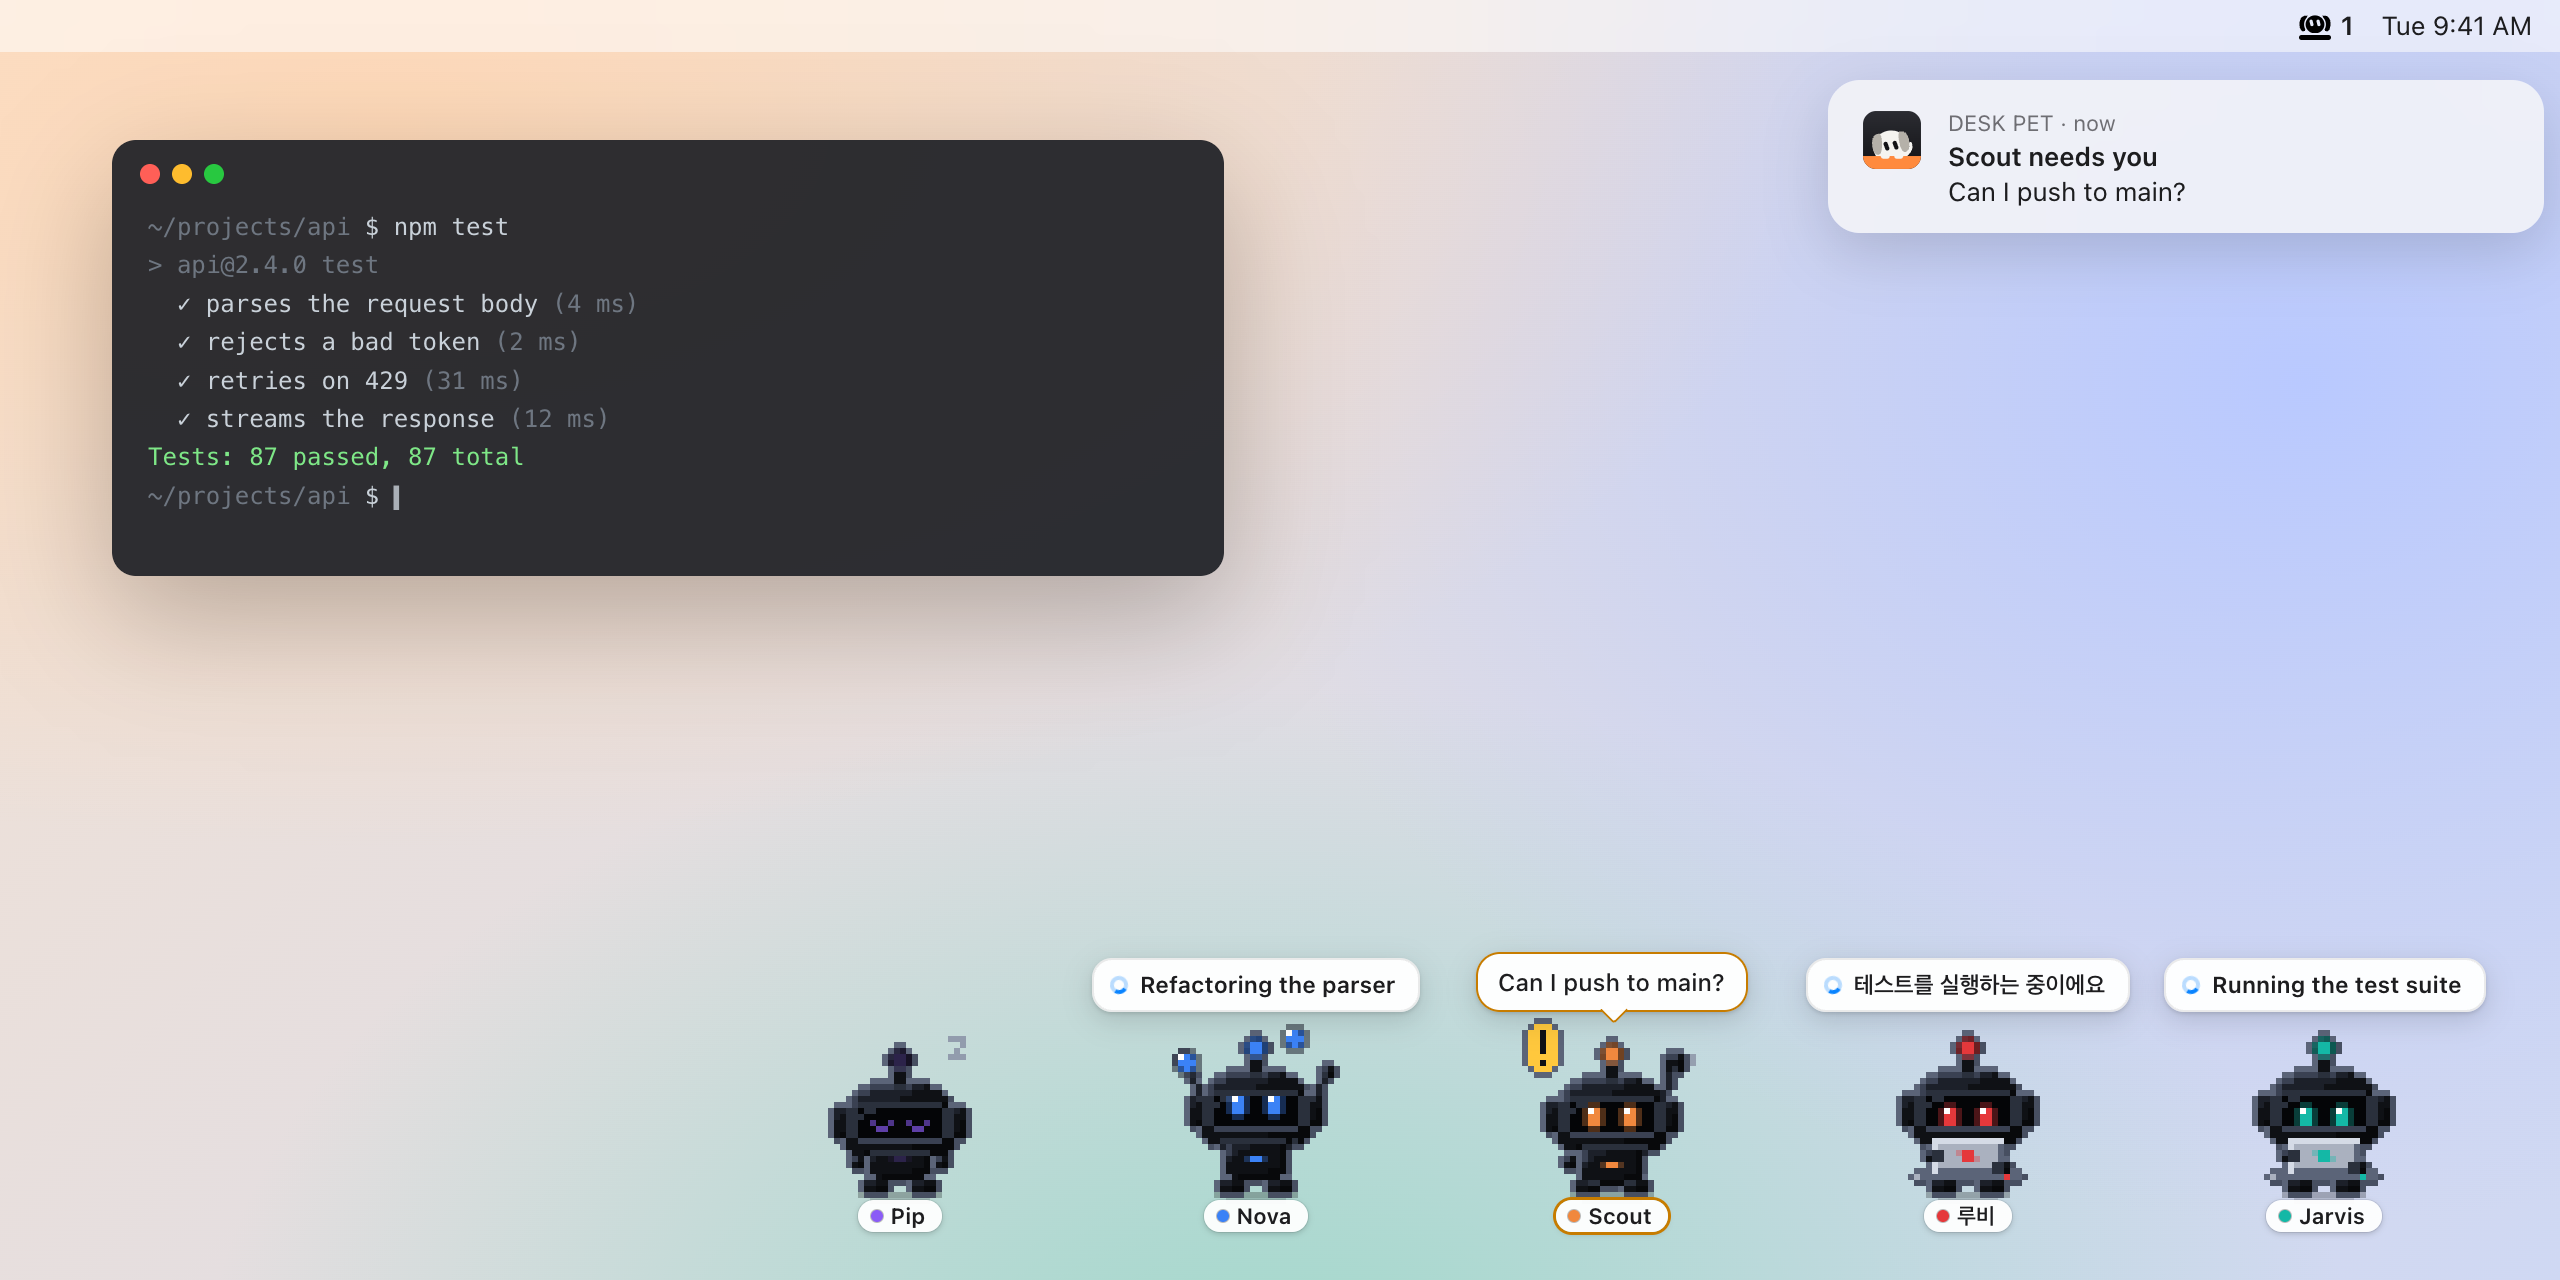 1 Tue 9:41 AM
DESK PET · now
Scout needs you
Can I push to main?
~/projects/api $ npm test
> api@2.4.0 test
✓ parses the request body (4 ms)
✓ rejects a bad token (2 ms)
✓ retries on 429 (31 ms)
✓ streams the response (12 ms)
Tests: 87 passed, 87 total
~/projects/api $
Refactoring the parser
Can I push to main?
테스트를 실행하는 중이에요
Running the test suite
z
!
Pip
Nova
Scout
루비
Jarvis